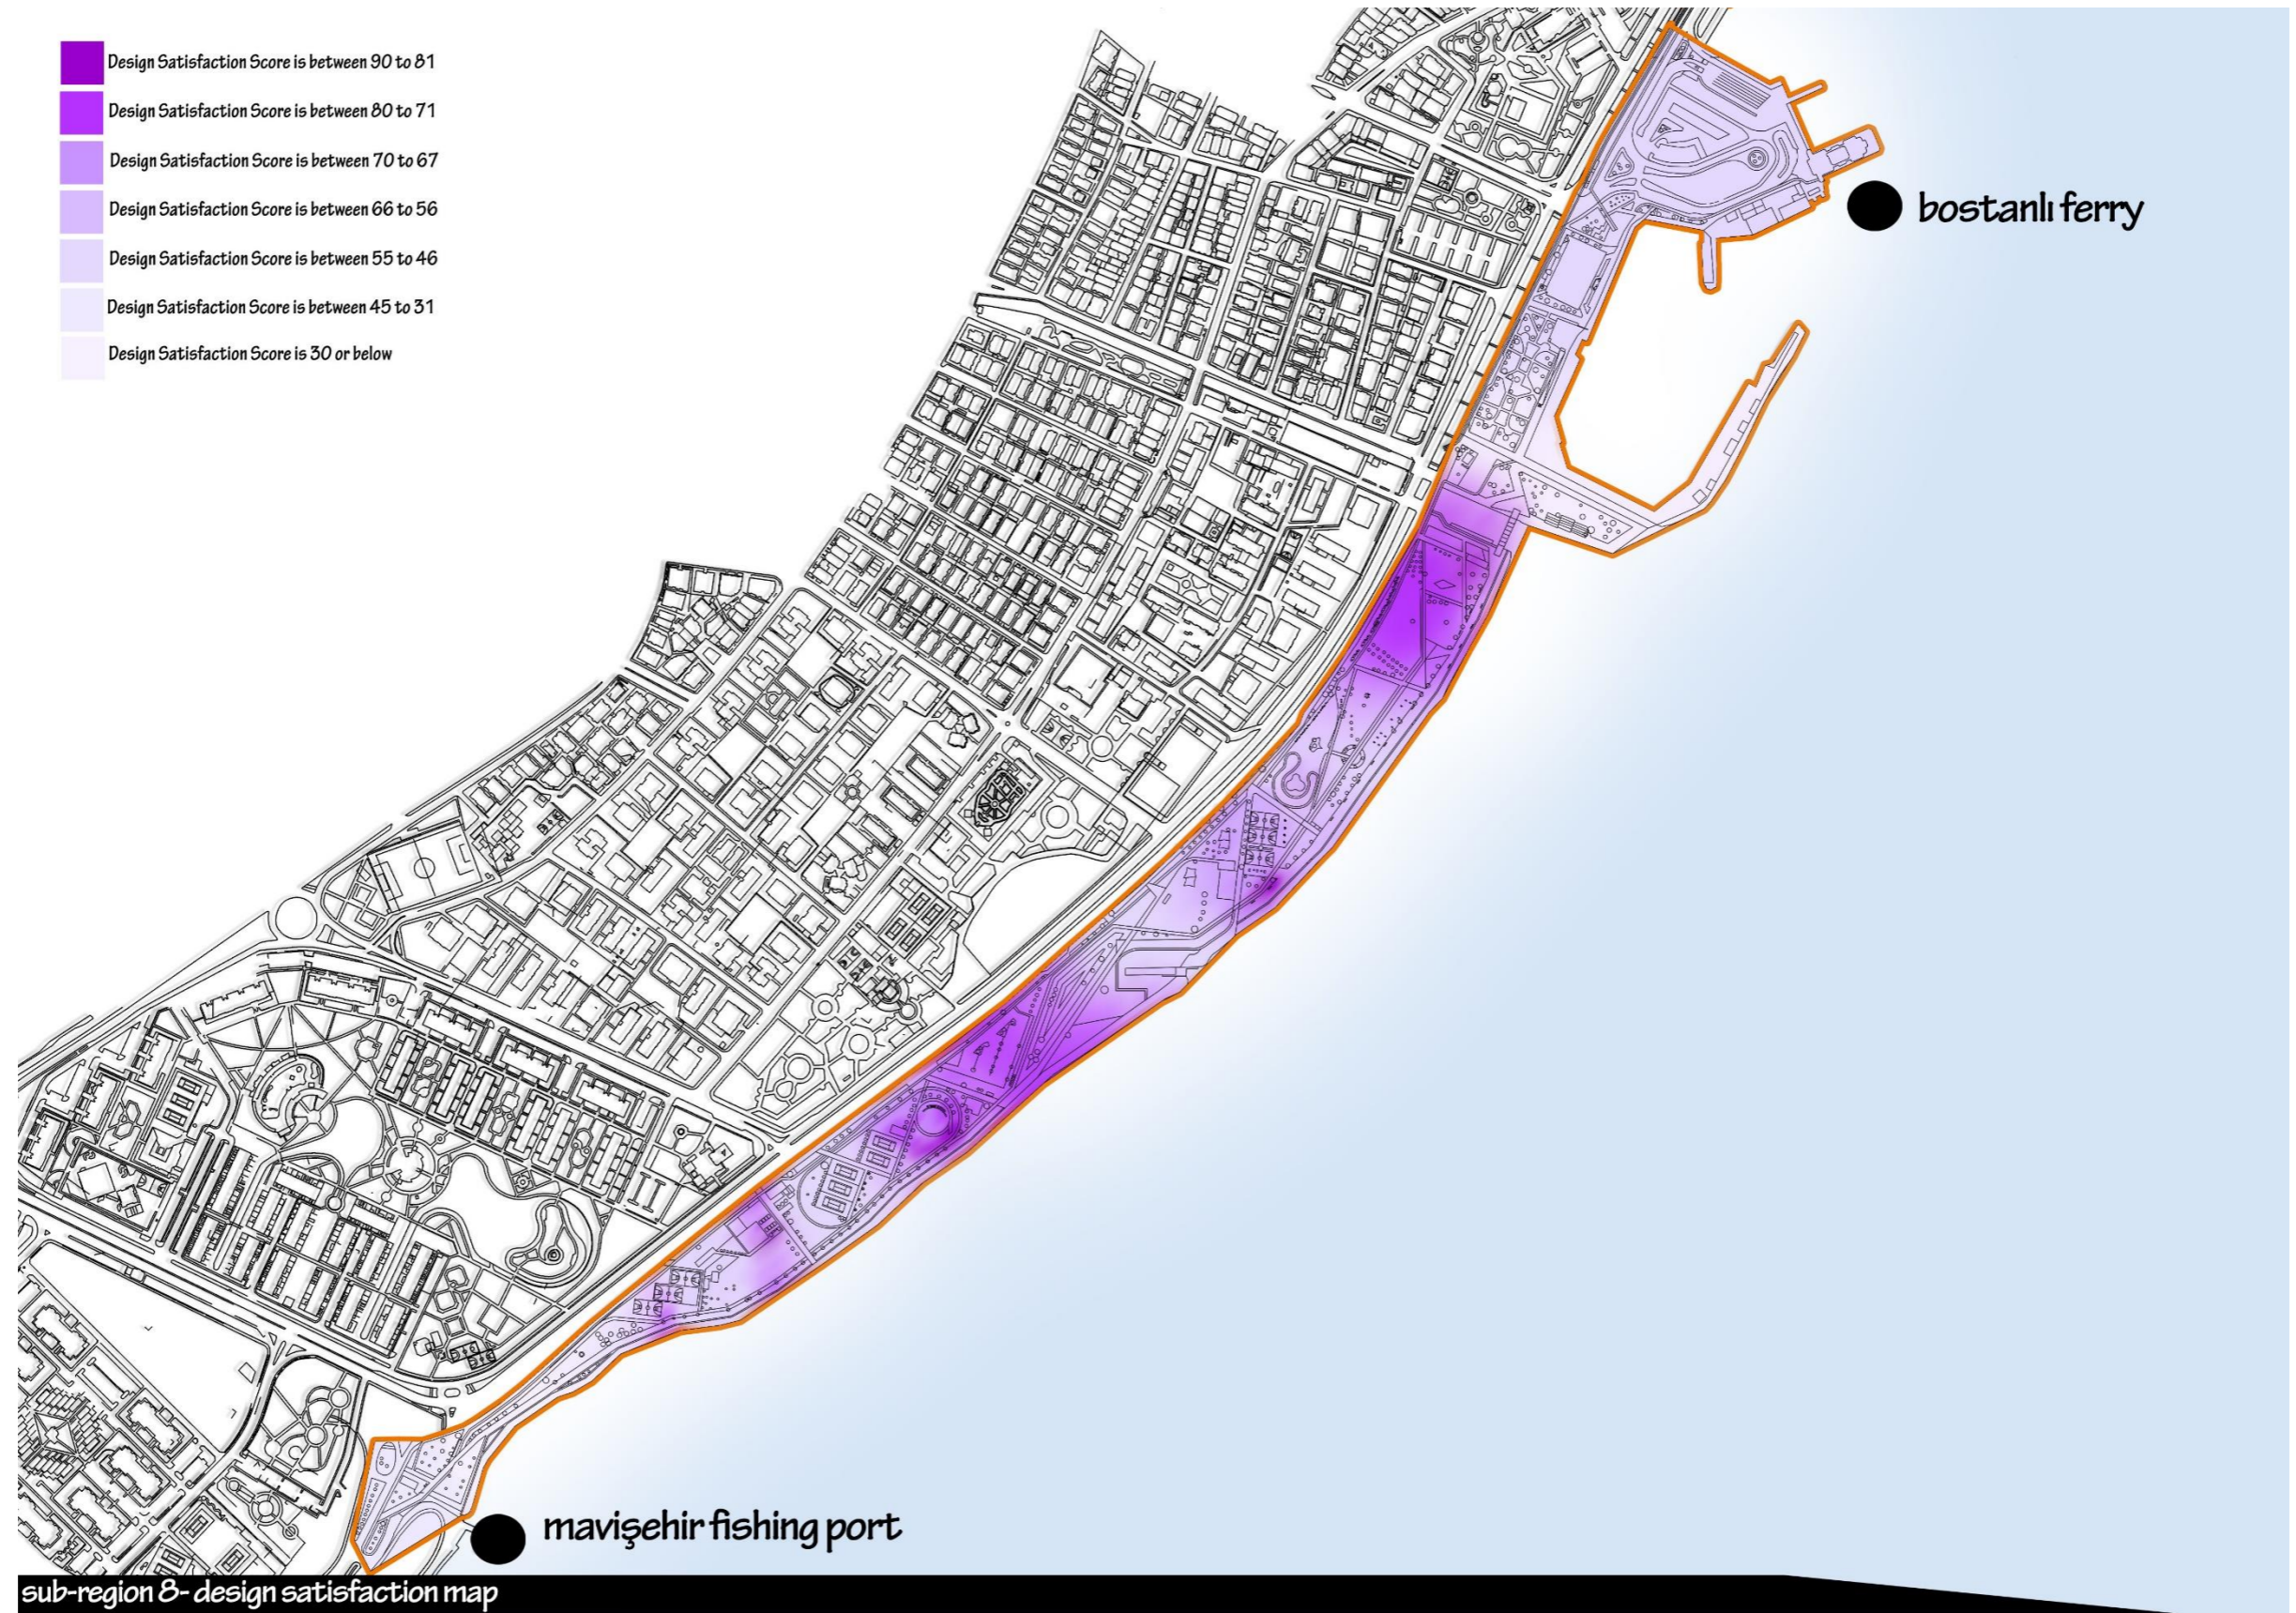 Design Satisfaction Score is between 90 to 81
Design Satisfaction Score is between 80 to 71
Design Satisfaction Score is between 70 to 67
Design Satisfaction Score is between 66 to 56
Design Satisfaction Score is between 55 to 46
Design Satisfaction Score is between 45 to 31
Design Satisfaction Score is 30 or below
bostanlı ferry
mavişehir fishing port
sub-region 8- design satisfaction map